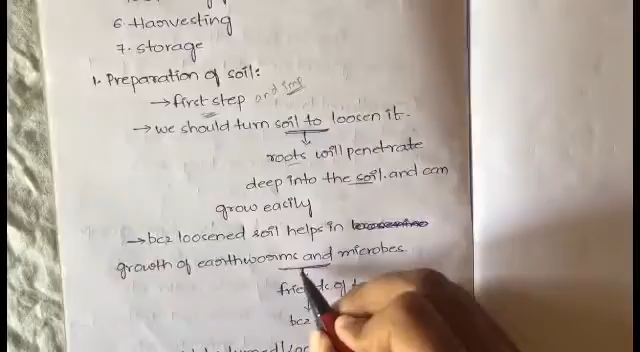 6. Harvesting
7. Storage
1. Preparation of soil:
→ first step and imp
→ we should turn soil to loosen it.
roots will penetrate
deep into the soil. and can
grow easily
→ bcz loosened soil helps in
growth of earthworms and microbes.
of
bcz